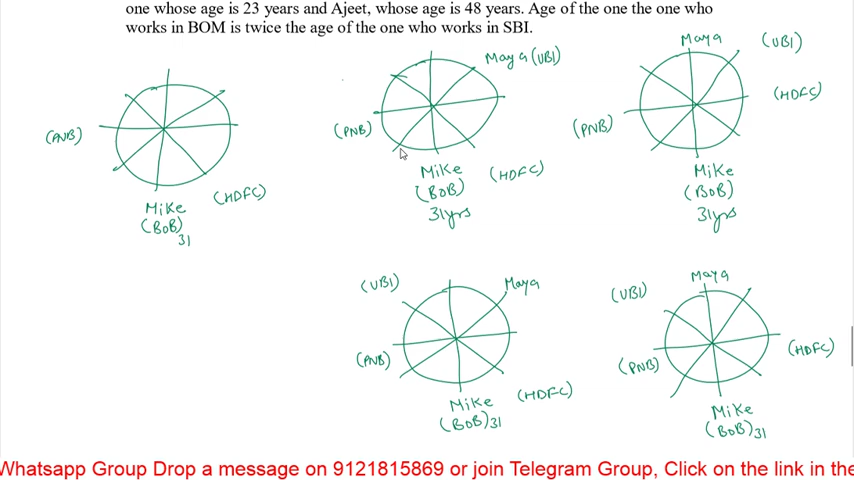 one whose age is 23 years and Ajeet, whose age is 48 years. Age of the one the one who
works in BOM is twice the age of the one who works in SBI.
(PNB)
Mike
(BOB)
31
(HDFC)
Maya (UBI)
(PNB)
Mike
(BOB)
31yrs
(HDFC)
Maya
(UBI)
(HDFC)
(PNB)
Mike
(BOB)
31yrs
(UBI)
Maya
(PNB)
Mike
(BOB) 31
(HDFC)
Maya
(UBI)
(PNB)
(HDFC)
Mike
(BOB) 31
Whatsapp Group Drop a message on 9121815869 or join Telegram Group, Click on the link in the